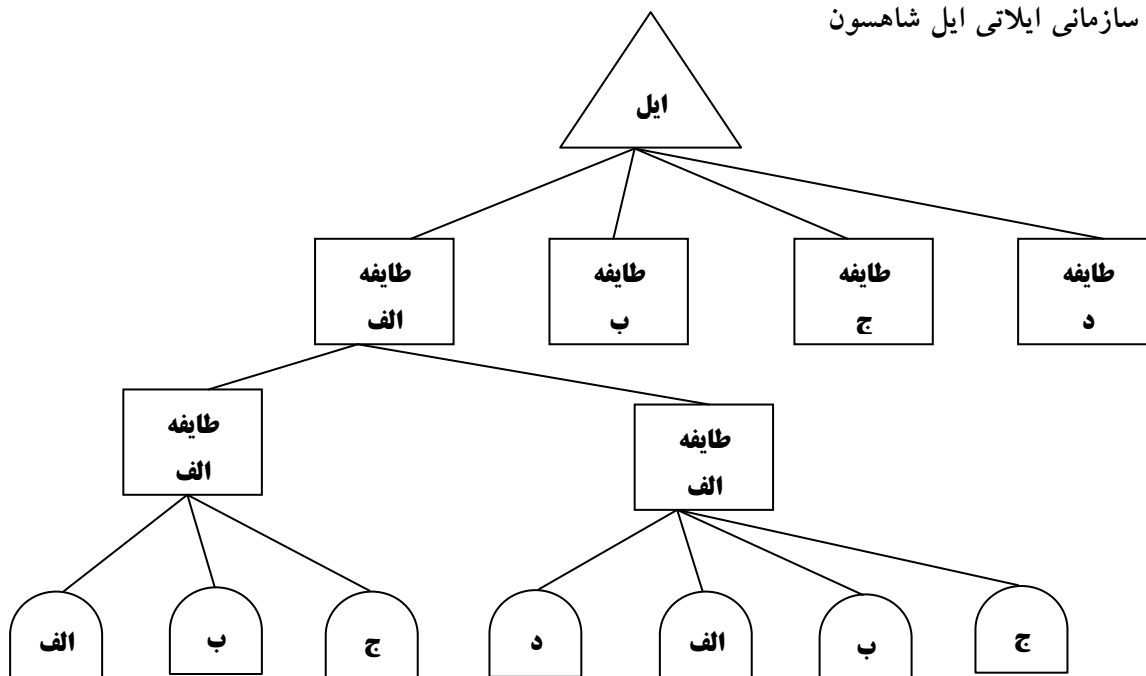 سازمانی ایلاتی ایل شاهسون
ایل
طایفه
الف
طایفه
ب
طایفه
ج
طایفه
د
طایفه
الف
طایفه
الف
الف
ب
ج
د
الف
ب
ج